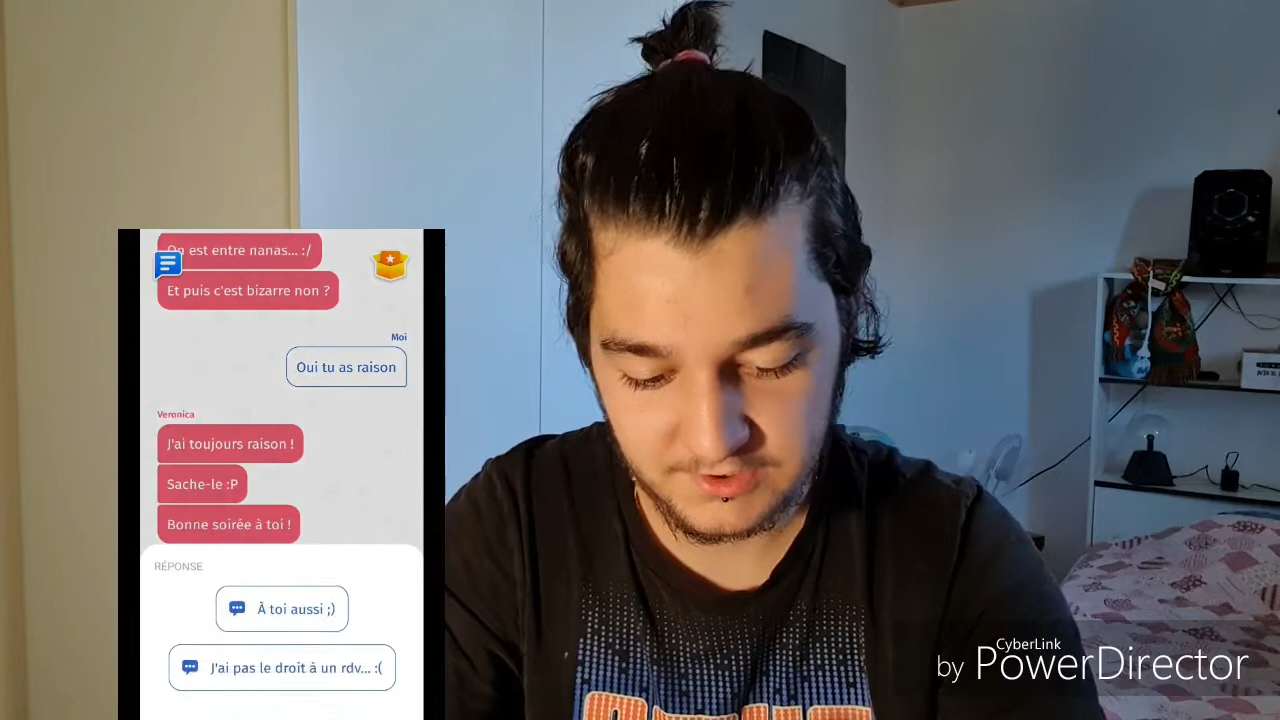 On est entre nanas... :/
Et puis c'est bizarre non ?
Moi
Oui tu as raison
Veronica
J'ai toujours raison !
Sache-le :P
Bonne soirée à toi !
RÉPONSE
À toi aussi ;)
J'ai pas le droit à un rdv... :(
CyberLink
by PowerDirector